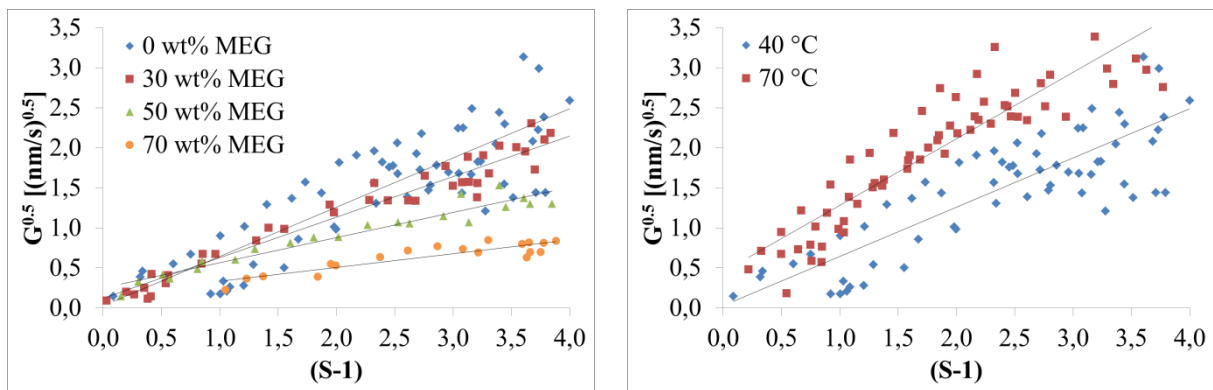 3,5
3,0
2,5
2,0
1,5
1,0
0,5
0,0
G^0.5 [(nm/s)^0.5]
0 wt% MEG
30 wt% MEG
50 wt% MEG
70 wt% MEG
0,0 0,5 1,0 1,5 2,0 2,5 3,0 3,5 4,0
(S-1)
3,5
3,0
2,5
2,0
1,5
1,0
0,5
0,0
G^0.5 [(nm/s)^0.5]
40 °C
70 °C
0,0 0,5 1,0 1,5 2,0 2,5 3,0 3,5 4,0
(S-1)